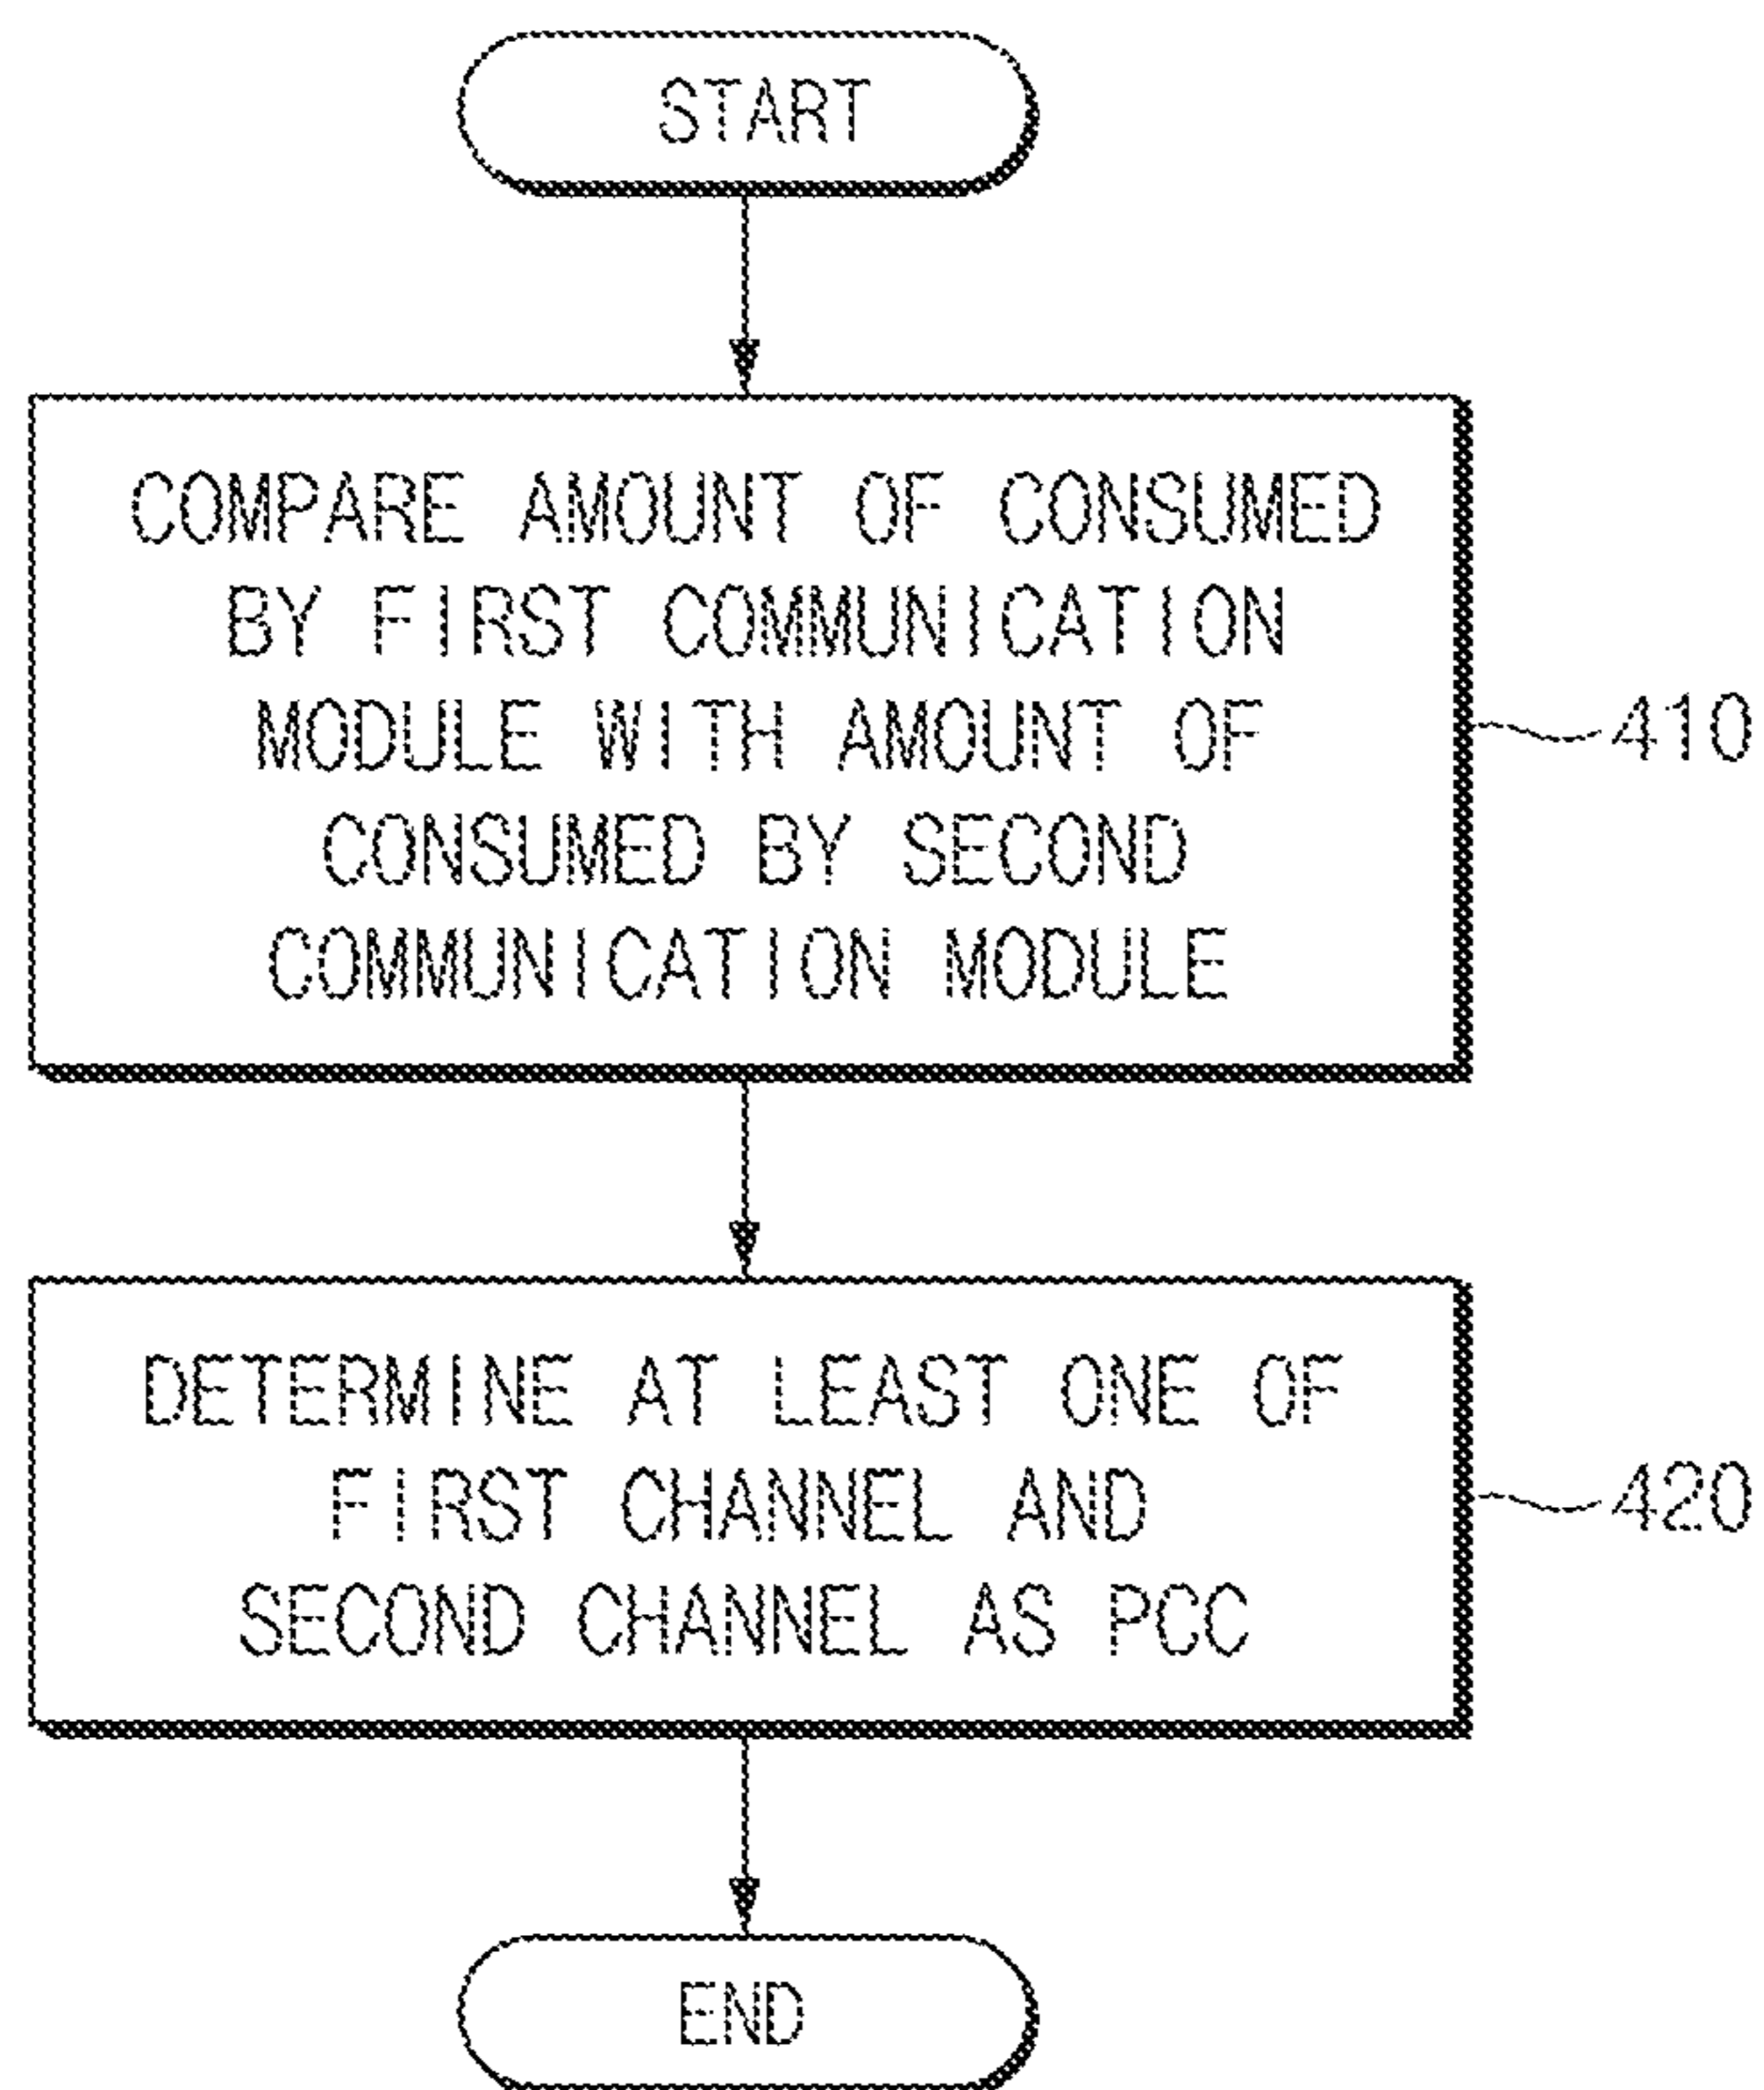 START
COMPARE AMOUNT OF CONSUMED
BY FIRST COMMUNICATION
MODULE WITH AMOUNT OF
CONSUMED BY SECOND
COMMUNICATION MODULE
410
DETERMINE AT LEAST ONE OF
FIRST CHANNEL AND
SECOND CHANNEL AS PCC
420
END